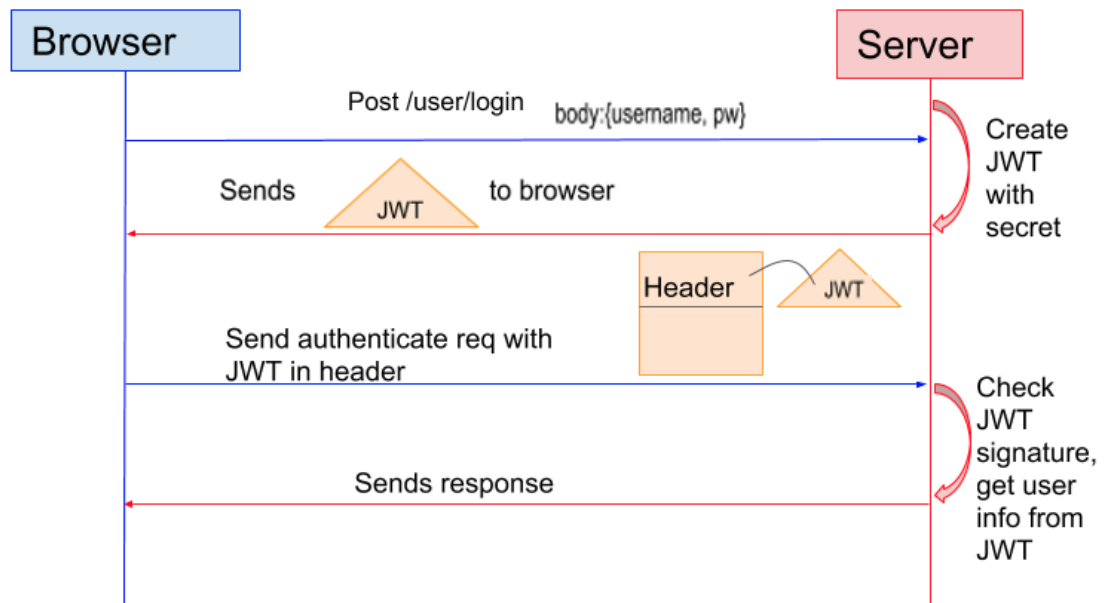 Browser
Server
Post /user/login
body:{username, pw}
Create
JWT
with
secret
Sends
JWT
to browser
Header
JWT
Send authenticate req with
JWT in header
Check
JWT
signature,
get user
info from
JWT
Sends response